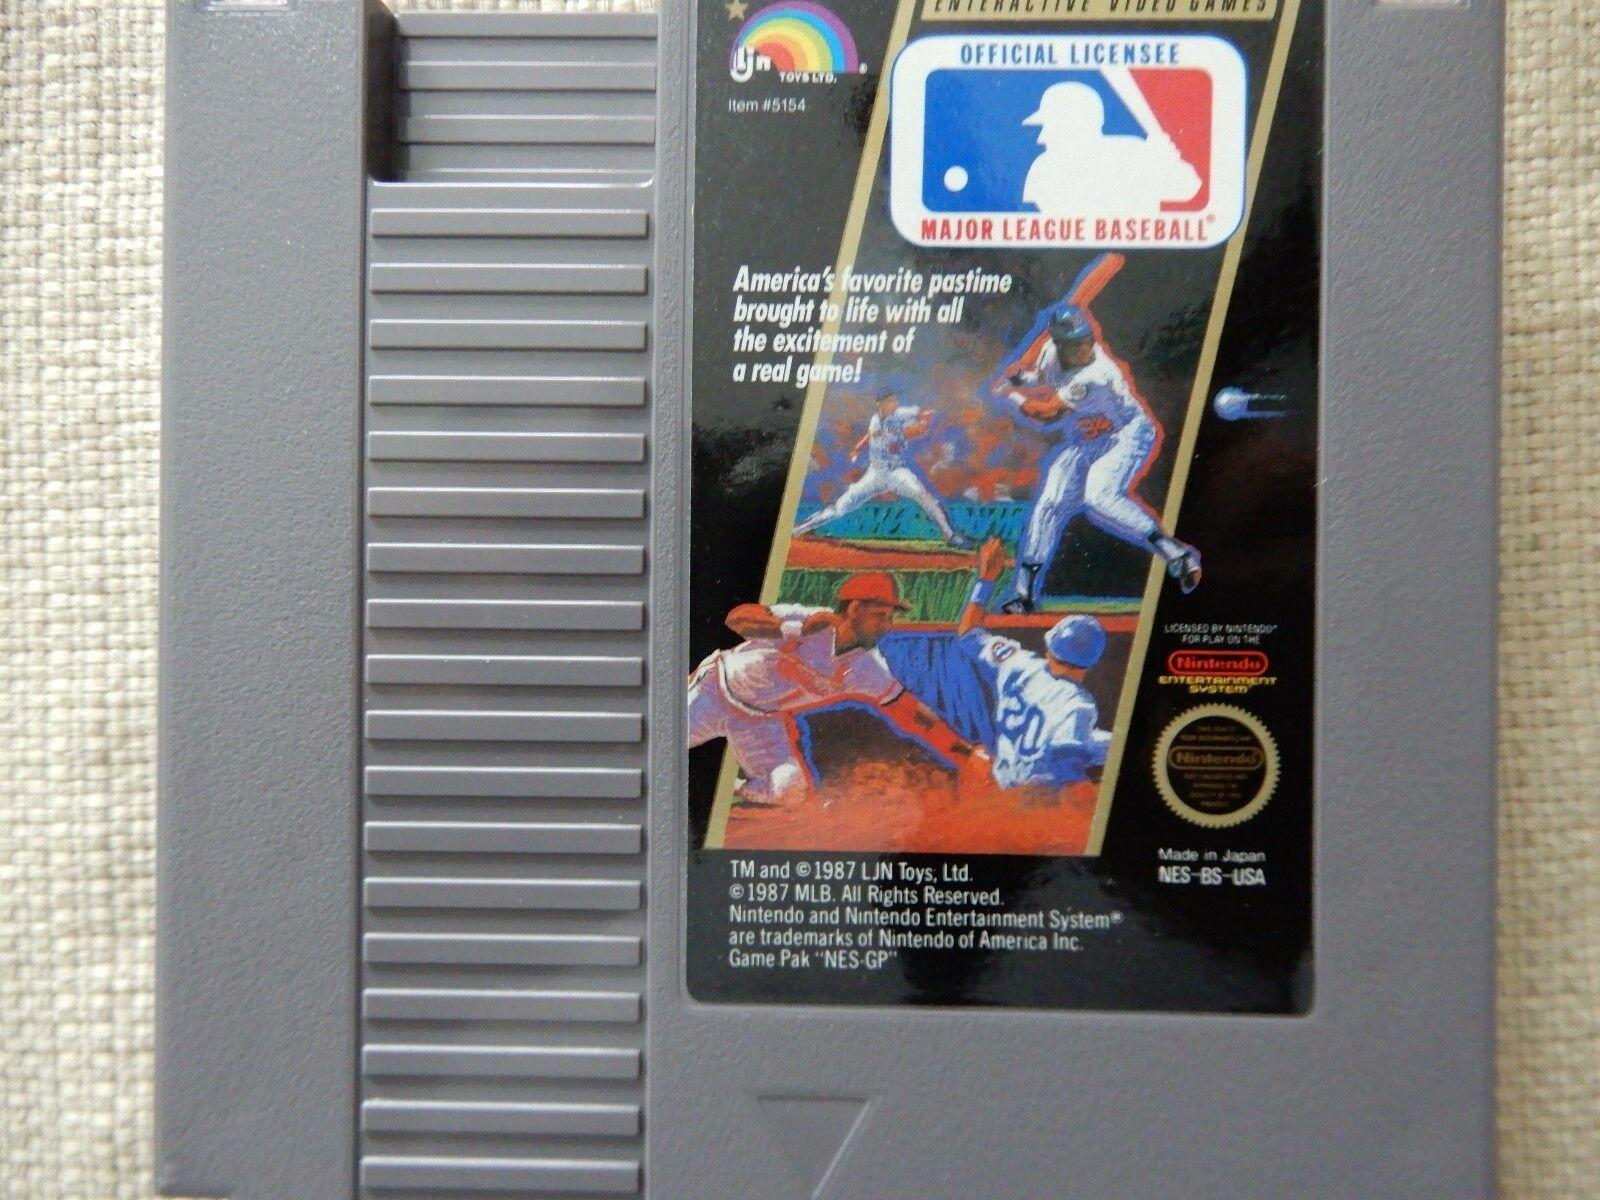 ENTERACTIVE VIDEO GAMES
LJN
TOYS LTD. ®
Item #5154
OFFICIAL LICENSEE
MAJOR LEAGUE BASEBALL®
America's favorite pastime
brought to life with all
the excitement of
a real game!
34
50
LICENSED BY NINTENDO®
FOR PLAY ON THE
Nintendo
ENTERTAINMENT
SYSTEM
Nintendo
Made in Japan
NES-BS-USA
TM and ©1987 LJN Toys, Ltd.
©1987 MLB. All Rights Reserved.
Nintendo and Nintendo Entertainment System®
are trademarks of Nintendo of America Inc.
Game Pak "NES-GP"